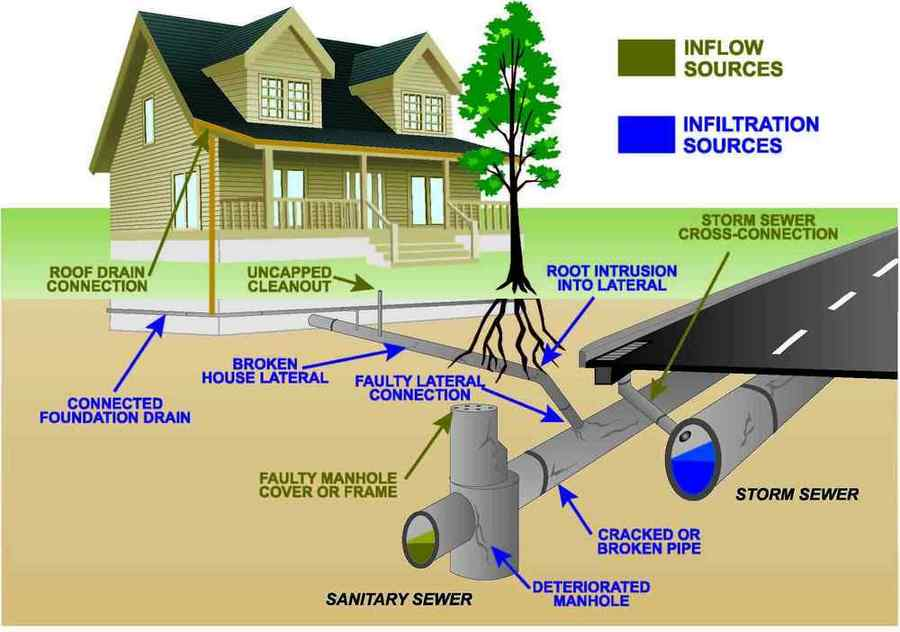 INFLOW
SOURCES
INFILTRATION
SOURCES
STORM SEWER
CROSS-CONNECTION
ROOF DRAIN
CONNECTION
UNCAPPED
CLEANOUT
ROOT INTRUSION
INTO LATERAL
BROKEN
HOUSE LATERAL
FAULTY LATERAL
CONNECTION
CONNECTED
FOUNDATION DRAIN
FAULTY MANHOLE
COVER OR FRAME
STORM SEWER
CRACKED OR
BROKEN PIPE
DETERIORATED
MANHOLE
SANITARY SEWER